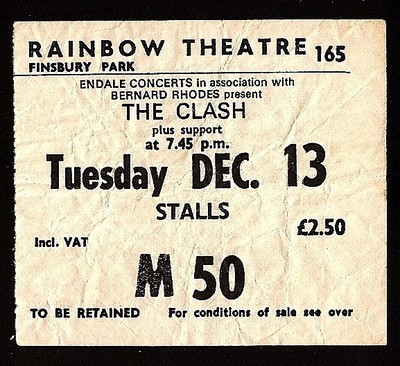 RAINBOW THEATRE 165
FINSBURY PARK
ENDALE CONCERTS in association with
BERNARD RHODES present
THE CLASH
plus support
at 7.45 p.m.
Tuesday DEC. 13
STALLS
£2.50
Incl. VAT
M 50
TO BE RETAINED For conditions of sale see over